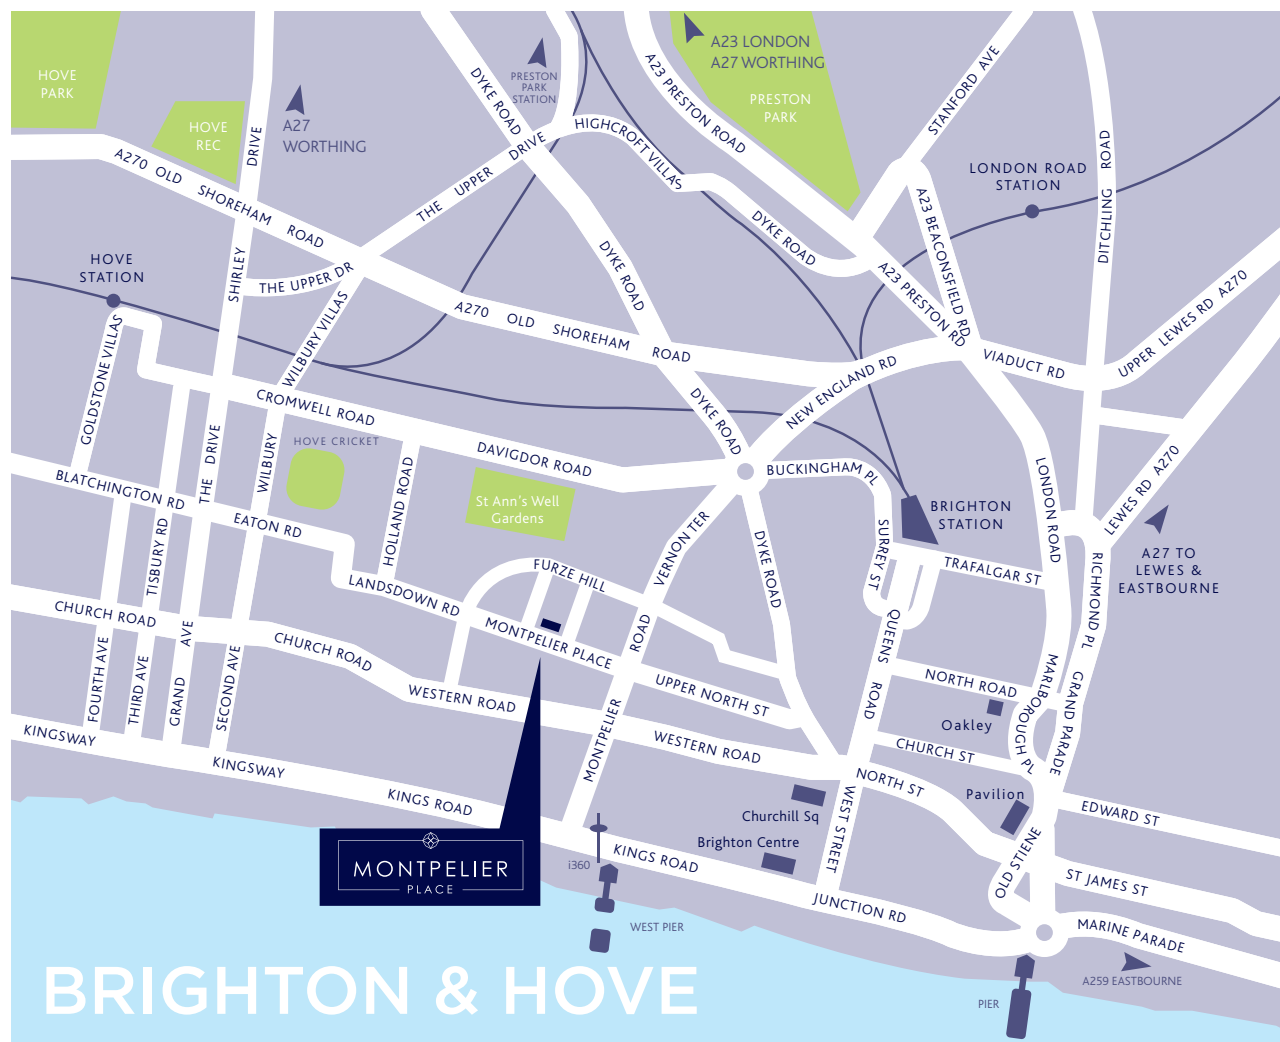 HOVE
PARK
HOVE
REC
DRIVE
A27
WORTHING
DYKE ROAD
PRESTON
PARK
STATION
A23 LONDON
A27 WORTHING
PRESTON
PARK
A23 PRESTON ROAD
STANFORD AVE
LONDON ROAD
STATION
DITCHLING ROAD
A270 OLD SHOREHAM ROAD
THE UPPER DRIVE
HIGHCROFT VILLAS
DYKE ROAD
A23 BEACONSFIELD RD
HOVE
STATION
SHIRLEY
THE UPPER DR
WILBURY VILLAS
DYKE ROAD
A23 PRESTON RD
UPPER LEWES RD A270
A270 OLD SHOREHAM ROAD
VIADUCT RD
NEW ENGLAND RD
GOLDSTONE VILLAS
CROMWELL ROAD
DYKE ROAD
HOVE CRICKET
DAVIGDOR ROAD
BUCKINGHAM PL
THE DRIVE
WILBURY
HOLLAND ROAD
St Ann's Well
Gardens
BLATCHINGTON RD
EATON RD
TISBURY RD
VERNON TER
DYKE ROAD
SURREY ST
BRIGHTON
STATION
LONDON ROAD
LEWES RD A270
A27 TO
LEWES &
EASTBOURNE
TRAFALGAR ST
RICHMOND PL
FURZE HILL
LANDSDOWN RD
MONTPELIER PLACE
ROAD
QUEENS ROAD
CHURCH ROAD
AVE
CHURCH ROAD
FOURTH AVE
THIRD AVE
GRAND
SECOND AVE
WESTERN ROAD
UPPER NORTH ST
MONTPELIER
NORTH ROAD
MARLBOROUGH PL
GRAND PARADE
Oakley
WESTERN ROAD
CHURCH ST
KINGSWAY
KINGSWAY
NORTH ST
Pavilion
EDWARD ST
KINGS ROAD
Churchill Sq
WEST STREET
Brighton Centre
OLD STIENE
KINGS ROAD
i360
MONTPELIER
PLACE
ST JAMES ST
JUNCTION RD
WEST PIER
MARINE PARADE
A259 EASTBOURNE
PIER
BRIGHTON & HOVE